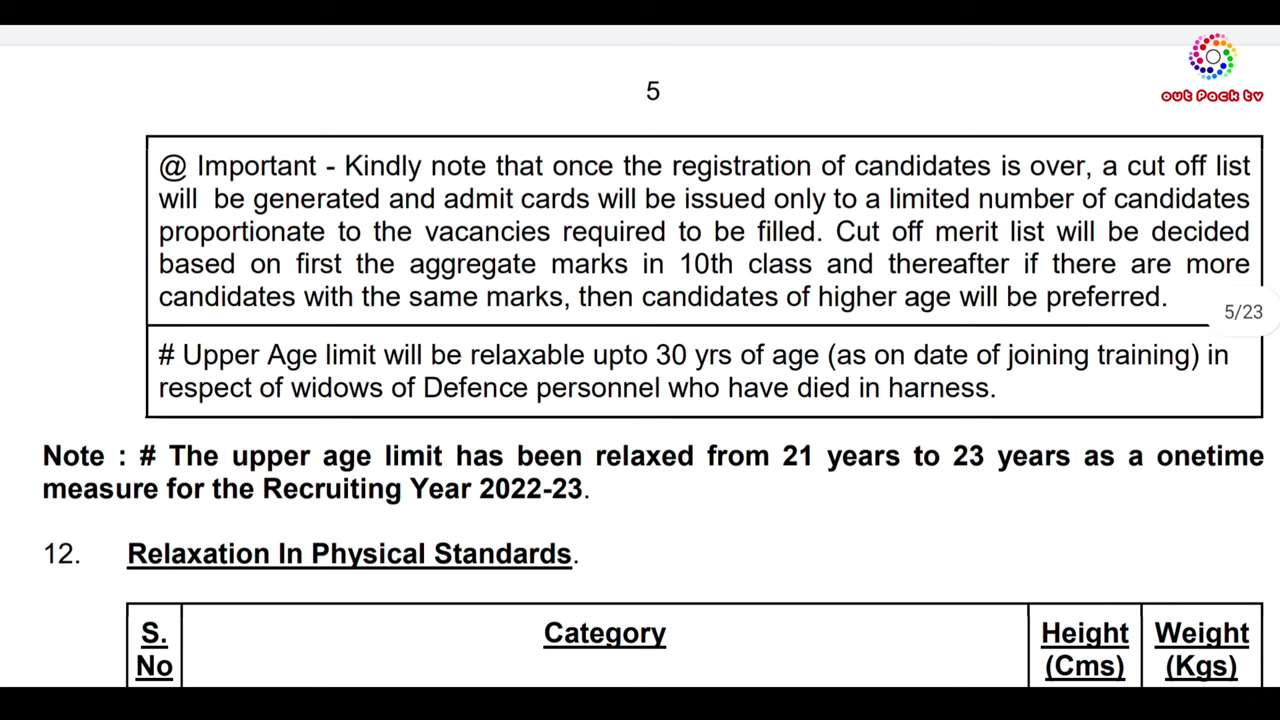 out Pack tv
5
@ Important - Kindly note that once the registration of candidates is over, a cut off list
will be generated and admit cards will be issued only to a limited number of candidates
proportionate to the vacancies required to be filled. Cut off merit list will be decided
based on first the aggregate marks in 10th class and thereafter if there are more
candidates with the same marks, then candidates of higher age will be preferred.
5/23
# Upper Age limit will be relaxable upto 30 yrs of age (as on date of joining training) in
respect of widows of Defence personnel who have died in harness.
Note : # The upper age limit has been relaxed from 21 years to 23 years as a onetime
measure for the Recruiting Year 2022-23.
12. Relaxation In Physical Standards.
S. Category Height Weight
No (Cms) (Kgs)